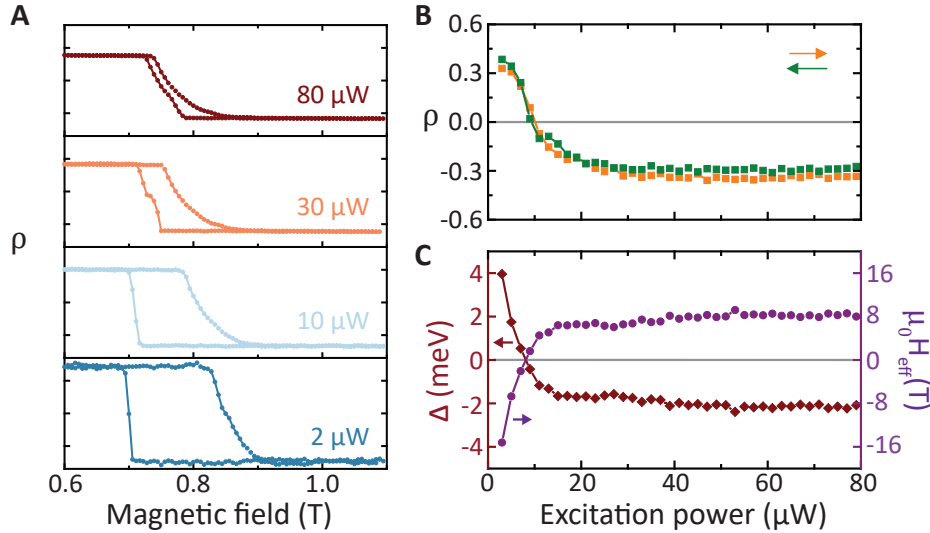 A
80 μW
30 μW
10 μW
2 μW
ρ
0.6
0.8
1.0
Magnetic field (T)
B
0.6
0.3
0.0
-0.3
-0.6
ρ
C
4
2
0
-2
-4
Δ (meV)
16
8
0
-8
-16
μ0Heff(T)
0
20
40
60
80
Excitation power (μW)